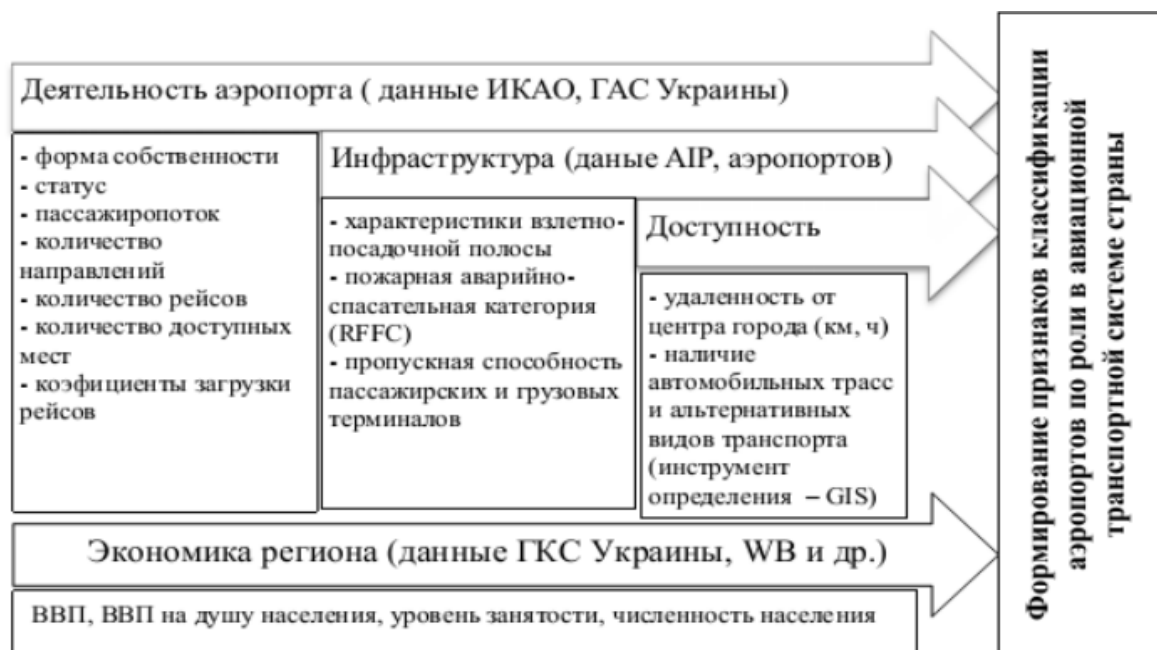 Деятельность аэропорта ( данные ИКАО, ГАС Украины)
- форма собственности
- статус
- пассажиропоток
- количество
направлений
- количество рейсов
- количество доступных
мест
- коэфициенты загрузки
рейсов
Инфраструктура (даные AIP, аэропортов)
- характеристики взлетно-
посадочной полосы
- пожарная аварийно-
спасательная категория
(RFFC)
- пропускная способность
пассажирских и грузовых
терминалов
Доступность
- удаленность от
центра города (км, ч)
- наличие
автомобильных трасс
и альтернативных
видов транспорта
(инструмент
определения – GIS)
Экономика региона (данные ГКС Украины, WB и др.)
ВВП, ВВП на душу населения, уровень занятости, численность населения
Формирование признаков классификации
аэропортов по роли в авиационной
транспортной системе страны